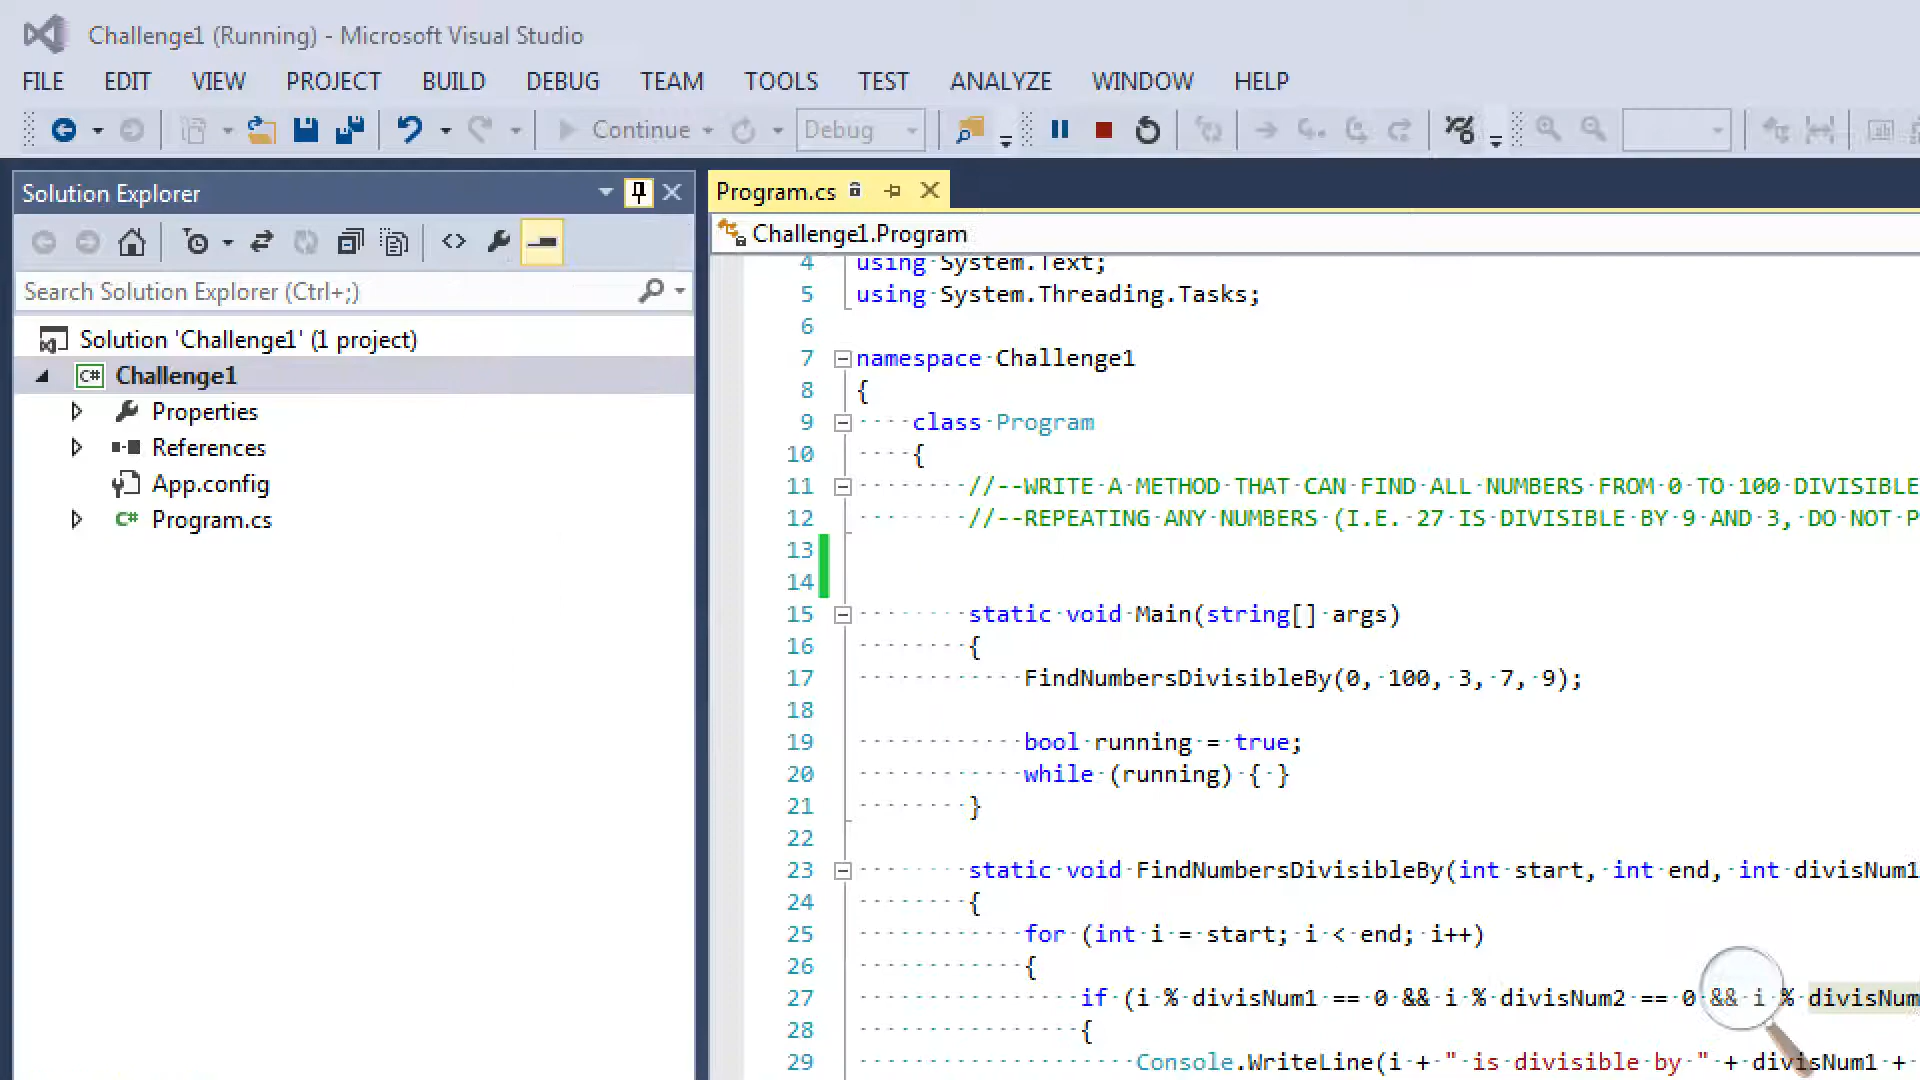 Challenge1 (Running) - Microsoft Visual Studio
FILE EDIT VIEW PROJECT BUILD DEBUG TEAM TOOLS TEST ANALYZE WINDOW HELP
Continue Debug
Solution Explorer
Search Solution Explorer (Ctrl+;)
Solution 'Challenge1' (1 project)
C# Challenge1
Properties
References
App.config
C# Program.cs
Program.cs
Challenge1.Program
4 using System.Text;
5 using System.Threading.Tasks;
6
7 namespace Challenge1
8 {
9 class Program
10 {
11 //--WRITE A METHOD THAT CAN FIND ALL NUMBERS FROM 0 TO 100 DIVISIBLE
12 //--REPEATING ANY NUMBERS (I.E. 27 IS DIVISIBLE BY 9 AND 3, DO NOT P
13
14
15 static void Main(string[] args)
16 {
17 FindNumbersDivisibleBy(0, 100, 3, 7, 9);
18
19 bool running = true;
20 while (running) { }
21 }
22
23 static void FindNumbersDivisibleBy(int start, int end, int divisNum1
24 {
25 for (int i = start; i < end; i++)
26 {
27 if (i % divisNum1 == 0 && i % divisNum2 == 0 && i % divisNum
28 {
29 Console.WriteLine(i + " is divisible by " + divisNum1 +